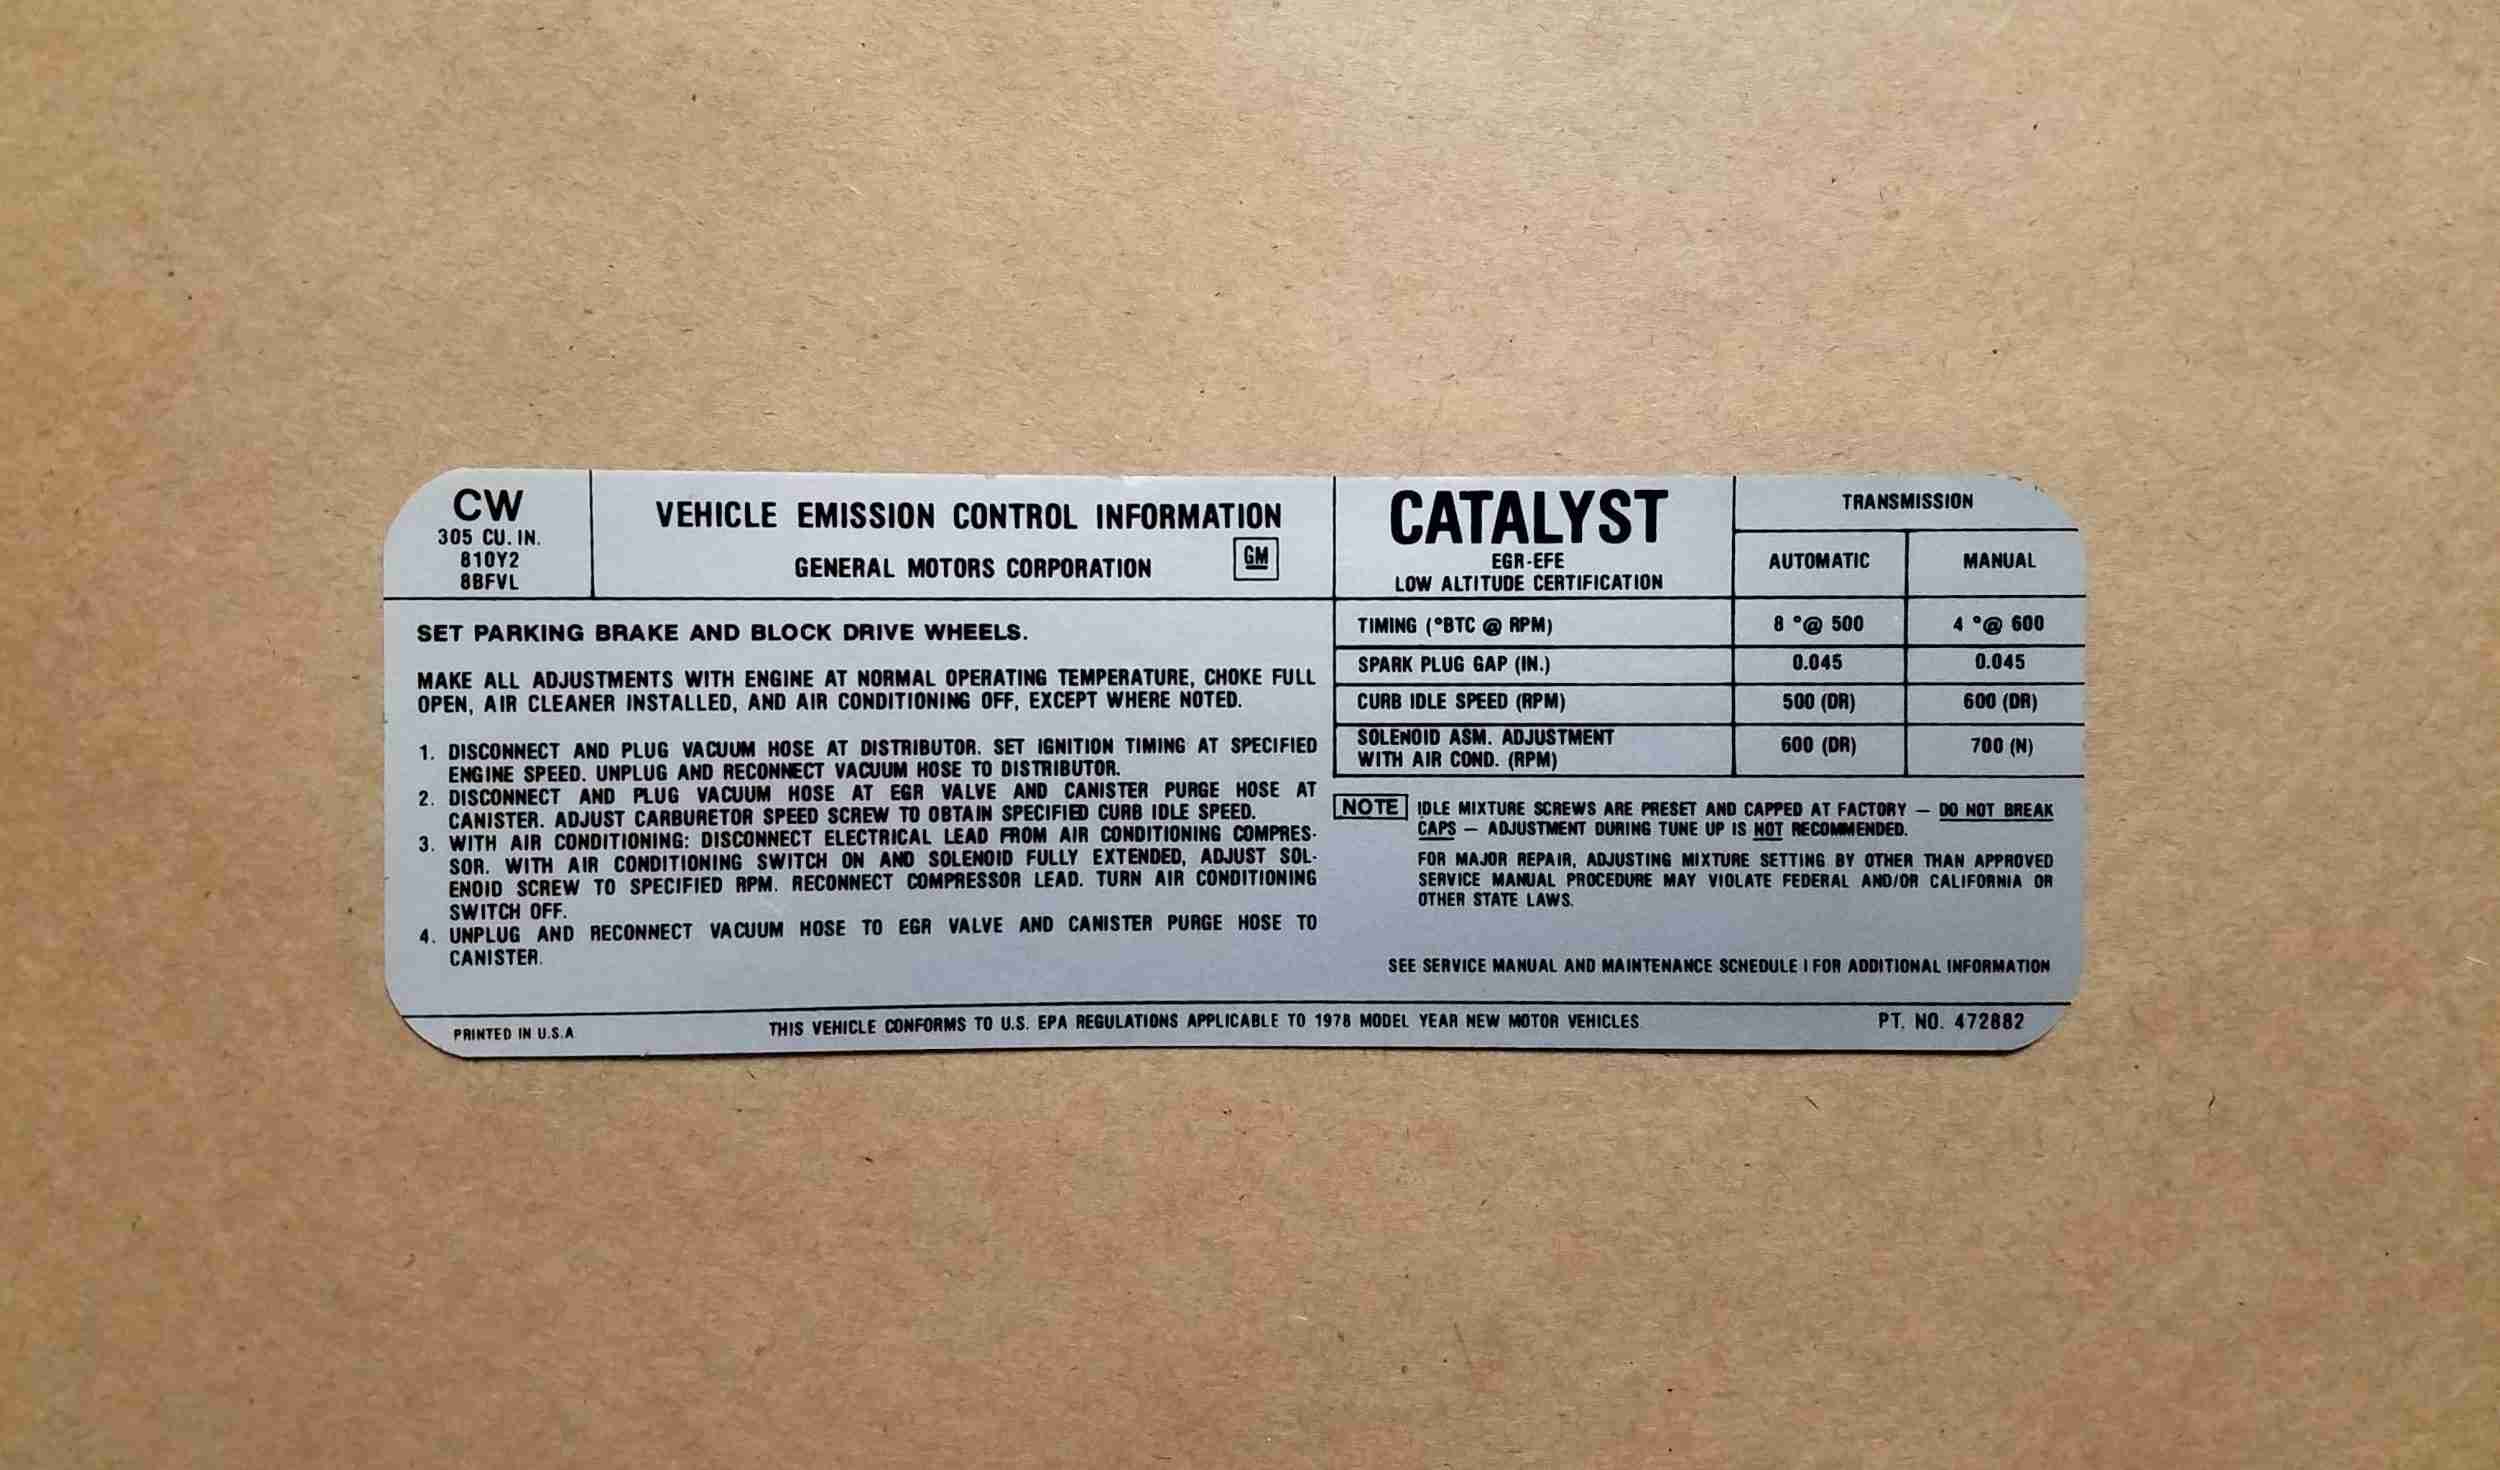 CW
305 CU. IN.
810Y2
8BFVL
VEHICLE EMISSION CONTROL INFORMATION
GENERAL MOTORS CORPORATION
GM
CATALYST
EGR-EFE
LOW ALTITUDE CERTIFICATION
TRANSMISSION
AUTOMATIC MANUAL
TIMING (°BTC @ RPM) 8 °@ 500 4 °@ 600
SPARK PLUG GAP (IN.) 0.045 0.045
CURB IDLE SPEED (RPM) 500 (DR) 600 (DR)
SOLENOID ASM. ADJUSTMENT
WITH AIR COND. (RPM) 600 (DR) 700 (N)
SET PARKING BRAKE AND BLOCK DRIVE WHEELS.
MAKE ALL ADJUSTMENTS WITH ENGINE AT NORMAL OPERATING TEMPERATURE, CHOKE FULL
OPEN, AIR CLEANER INSTALLED, AND AIR CONDITIONING OFF, EXCEPT WHERE NOTED.
1. DISCONNECT AND PLUG VACUUM HOSE AT DISTRIBUTOR. SET IGNITION TIMING AT SPECIFIED
ENGINE SPEED. UNPLUG AND RECONNECT VACUUM HOSE TO DISTRIBUTOR.
2. DISCONNECT AND PLUG VACUUM HOSE AT EGR VALVE AND CANISTER PURGE HOSE AT
CANISTER. ADJUST CARBURETOR SPEED SCREW TO OBTAIN SPECIFIED CURB IDLE SPEED.
3. WITH AIR CONDITIONING: DISCONNECT ELECTRICAL LEAD FROM AIR CONDITIONING COMPRES-
SOR. WITH AIR CONDITIONING SWITCH ON AND SOLENOID FULLY EXTENDED, ADJUST SOL-
ENOID SCREW TO SPECIFIED RPM. RECONNECT COMPRESSOR LEAD. TURN AIR CONDITIONING
SWITCH OFF.
4. UNPLUG AND RECONNECT VACUUM HOSE TO EGR VALVE AND CANISTER PURGE HOSE TO
CANISTER.
NOTE IDLE MIXTURE SCREWS ARE PRESET AND CAPPED AT FACTORY — DO NOT BREAK
CAPS — ADJUSTMENT DURING TUNE UP IS NOT RECOMMENDED.
FOR MAJOR REPAIR, ADJUSTING MIXTURE SETTING BY OTHER THAN APPROVED
SERVICE MANUAL PROCEDURE MAY VIOLATE FEDERAL AND/OR CALIFORNIA OR
OTHER STATE LAWS.
SEE SERVICE MANUAL AND MAINTENANCE SCHEDULE I FOR ADDITIONAL INFORMATION
PRINTED IN U.S.A
THIS VEHICLE CONFORMS TO U.S. EPA REGULATIONS APPLICABLE TO 1978 MODEL YEAR NEW MOTOR VEHICLES
PT. NO. 472882